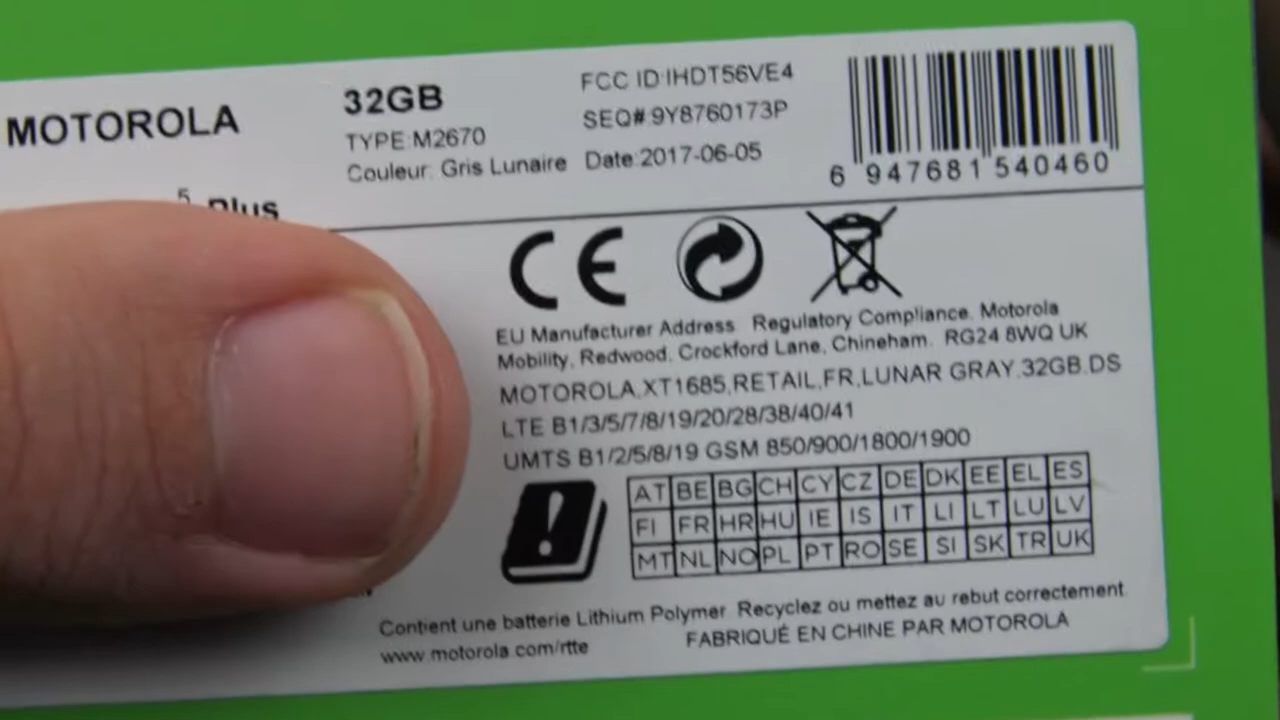 MOTOROLA
32GB
TYPE:M2670
Couleur: Gris Lunaire
FCC ID:IHDT56VE4
SEQ#:9Y8760173P
Date:2017-06-05
6 947681 540460
5 Plus
CE
EU Manufacturer Address Regulatory Compliance, Motorola
Mobility, Redwood, Crockford Lane, Chineham. RG24 8WQ UK
MOTOROLA,XT1685,RETAIL,FR,LUNAR GRAY,32GB,DS
LTE B1/3/5/7/8/19/20/28/38/40/41
UMTS B1/2/5/8/19 GSM 850/900/1800/1900
AT BE BG CH CY CZ DE DK EE EL ES
FI FR HR HU IE IS IT LI LT LU LV
MT NL NO PL PT RO SE SI SK TR UK
Contient une batterie Lithium Polymer Recyclez ou mettez au rebut correctement
www.motorola.com/rtte
FABRIQUÉ EN CHINE PAR MOTOROLA